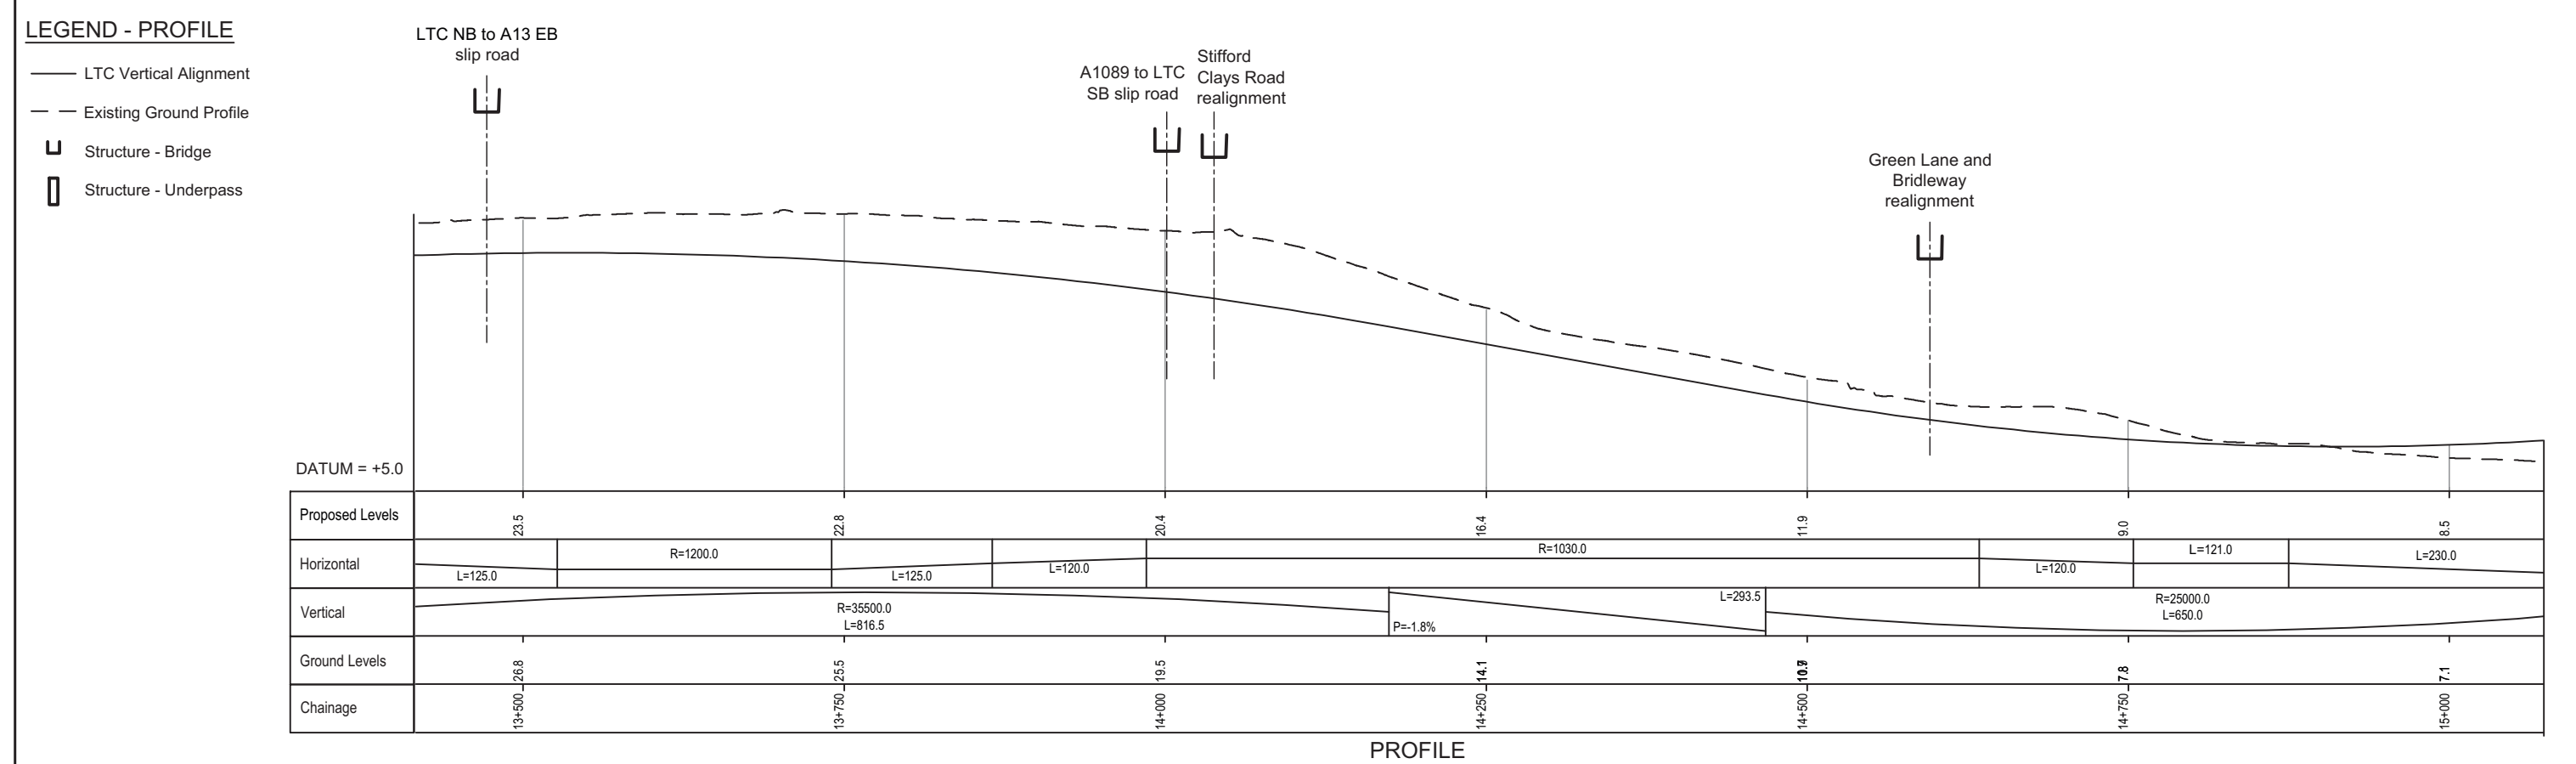 LEGEND - PROFILE
LTC Vertical Alignment
Existing Ground Profile
Structure - Bridge
Structure - Underpass
LTC NB to A13 EB
slip road
A1089 to LTC
SB slip road
Stifford
Clays Road
realignment
Green Lane and
Bridleway
realignment
DATUM = +5.0
Proposed Levels
23.5
22.8
20.4
16.4
11.9
9.0
8.5
Horizontal
L=125.0
R=1200.0
L=125.0
L=120.0
R=1030.0
L=120.0
L=121.0
L=230.0
Vertical
R=35500.0
L=816.5
P=-1.8%
L=293.5
R=25000.0
L=650.0
Ground Levels
26.8
25.5
19.5
14.1
7.8
7.1
Chainage
13+500
13+750
14+000
14+250
14+500
14+750
15+000
PROFILE